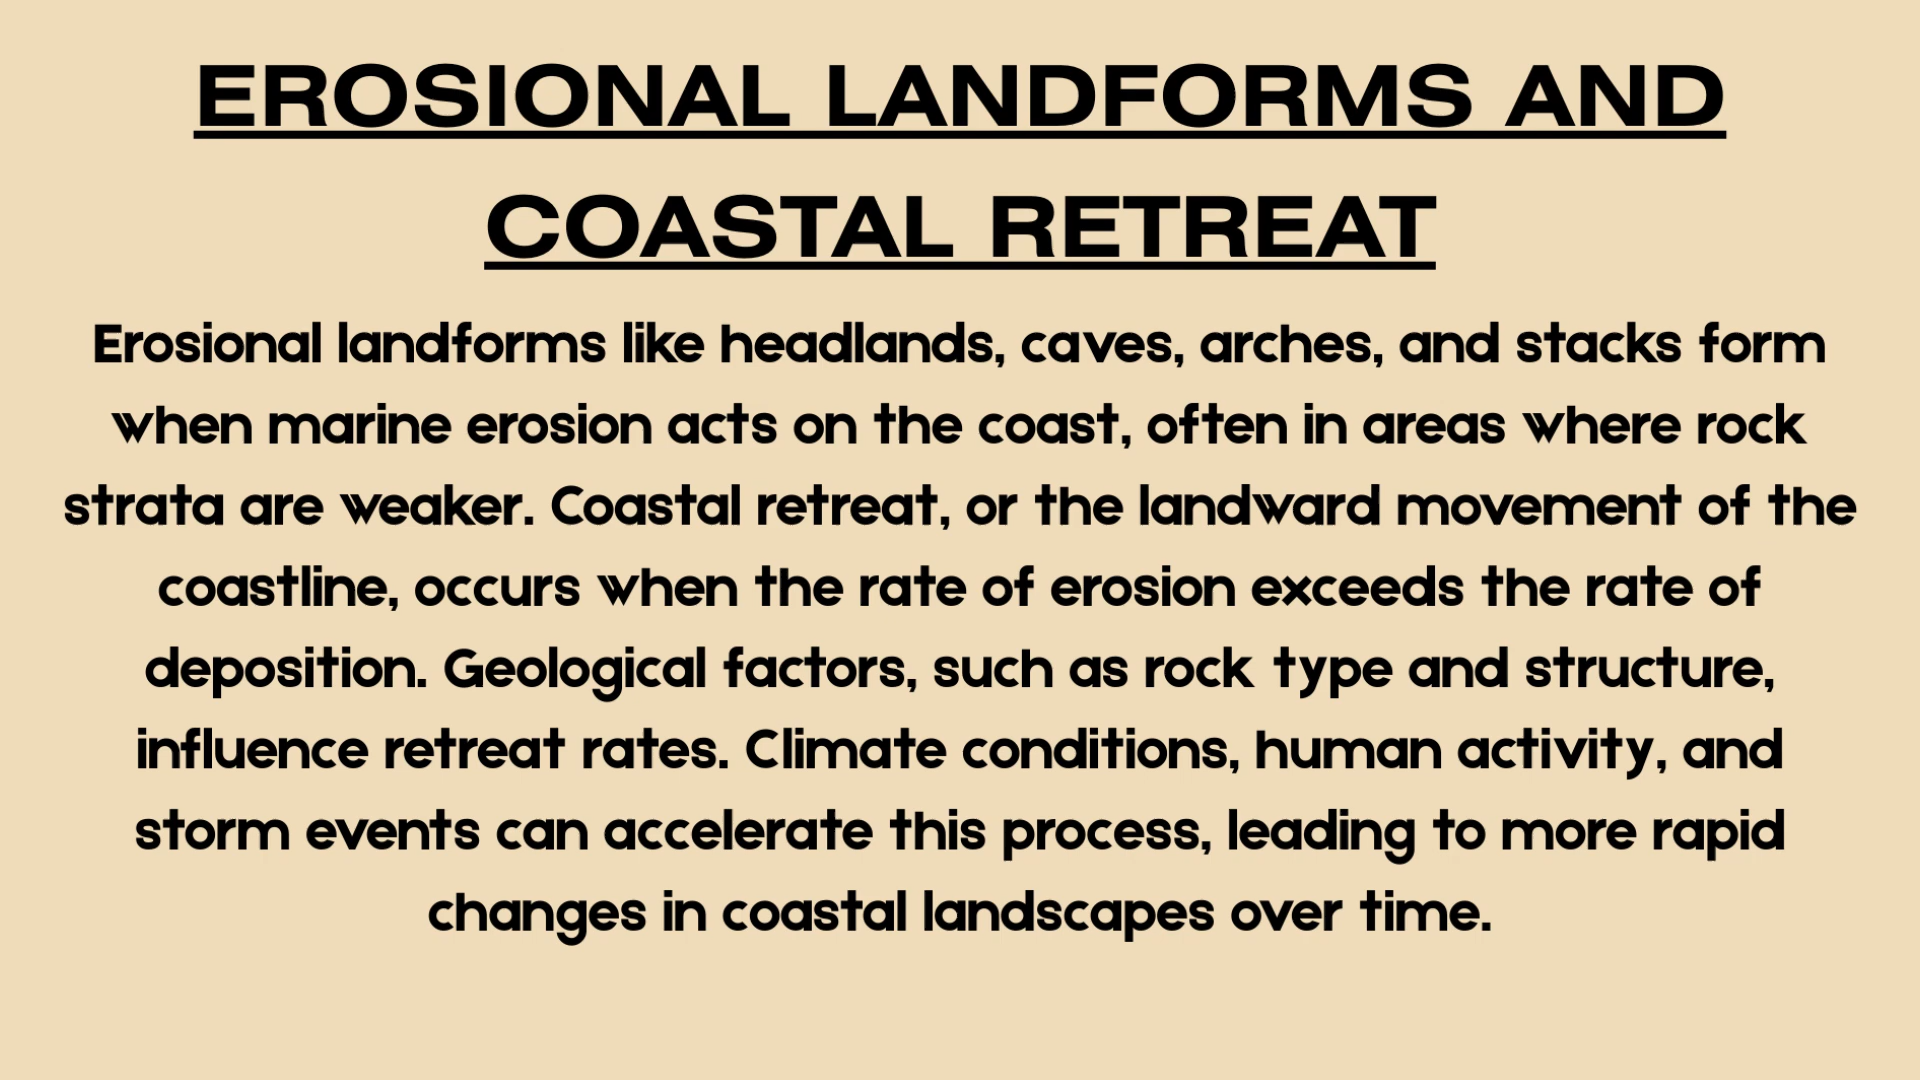 EROSIONAL LANDFORMS AND
COASTAL RETREAT
Erosional landforms like headlands, caves, arches, and stacks form
when marine erosion acts on the coast, often in areas where rock
strata are weaker. Coastal retreat, or the landward movement of the
coastline, occurs when the rate of erosion exceeds the rate of
deposition. Geological factors, such as rock type and structure,
influence retreat rates. Climate conditions, human activity, and
storm events can accelerate this process, leading to more rapid
changes in coastal landscapes over time.